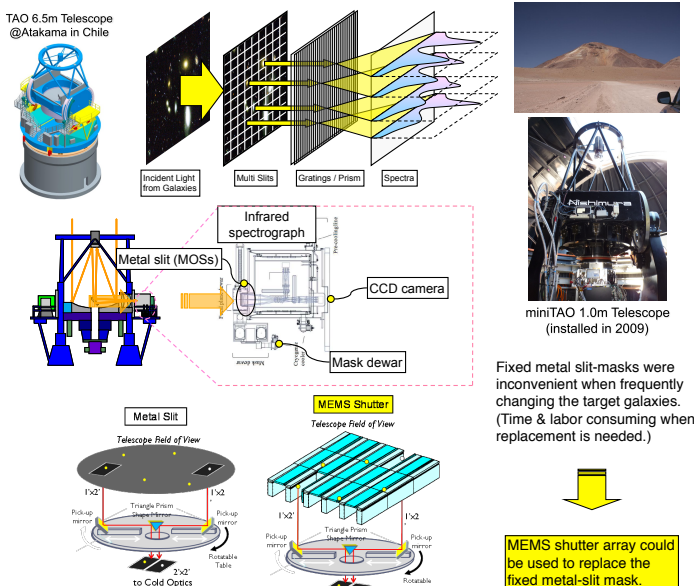 TAO 6.5m Telescope
@Atakama in Chile
Incident Light
from Galaxies
Multi Slits
Gratings / Prism
Spectra
Nishimura
miniTAO 1.0m Telescope
(installed in 2009)
Infrared
spectrograph
Metal slit (MOSs)
CCD camera
Mask dewar
Mask dewar
Fixed metal slit-masks were
inconvenient when frequently
changing the target galaxies.
(Time & labor consuming when
replacement is needed.)
MEMS shutter array could
be used to replace the
fixed metal-slit mask.
Metal Slit
Telescope Field of View
1'x2'
1'x2
Triangle Prism
Shape Mirror
Pick-up
mirror
Pick-up
mirror
Rotatable
Table
2'x2'
to Cold Optics
MEMS Shutter
Telescope Field of View
1'x2'
1'x2
Triangle Prism
Shape Mirror
Pick-up
mirror
Pick-up
mirror
Rotatable